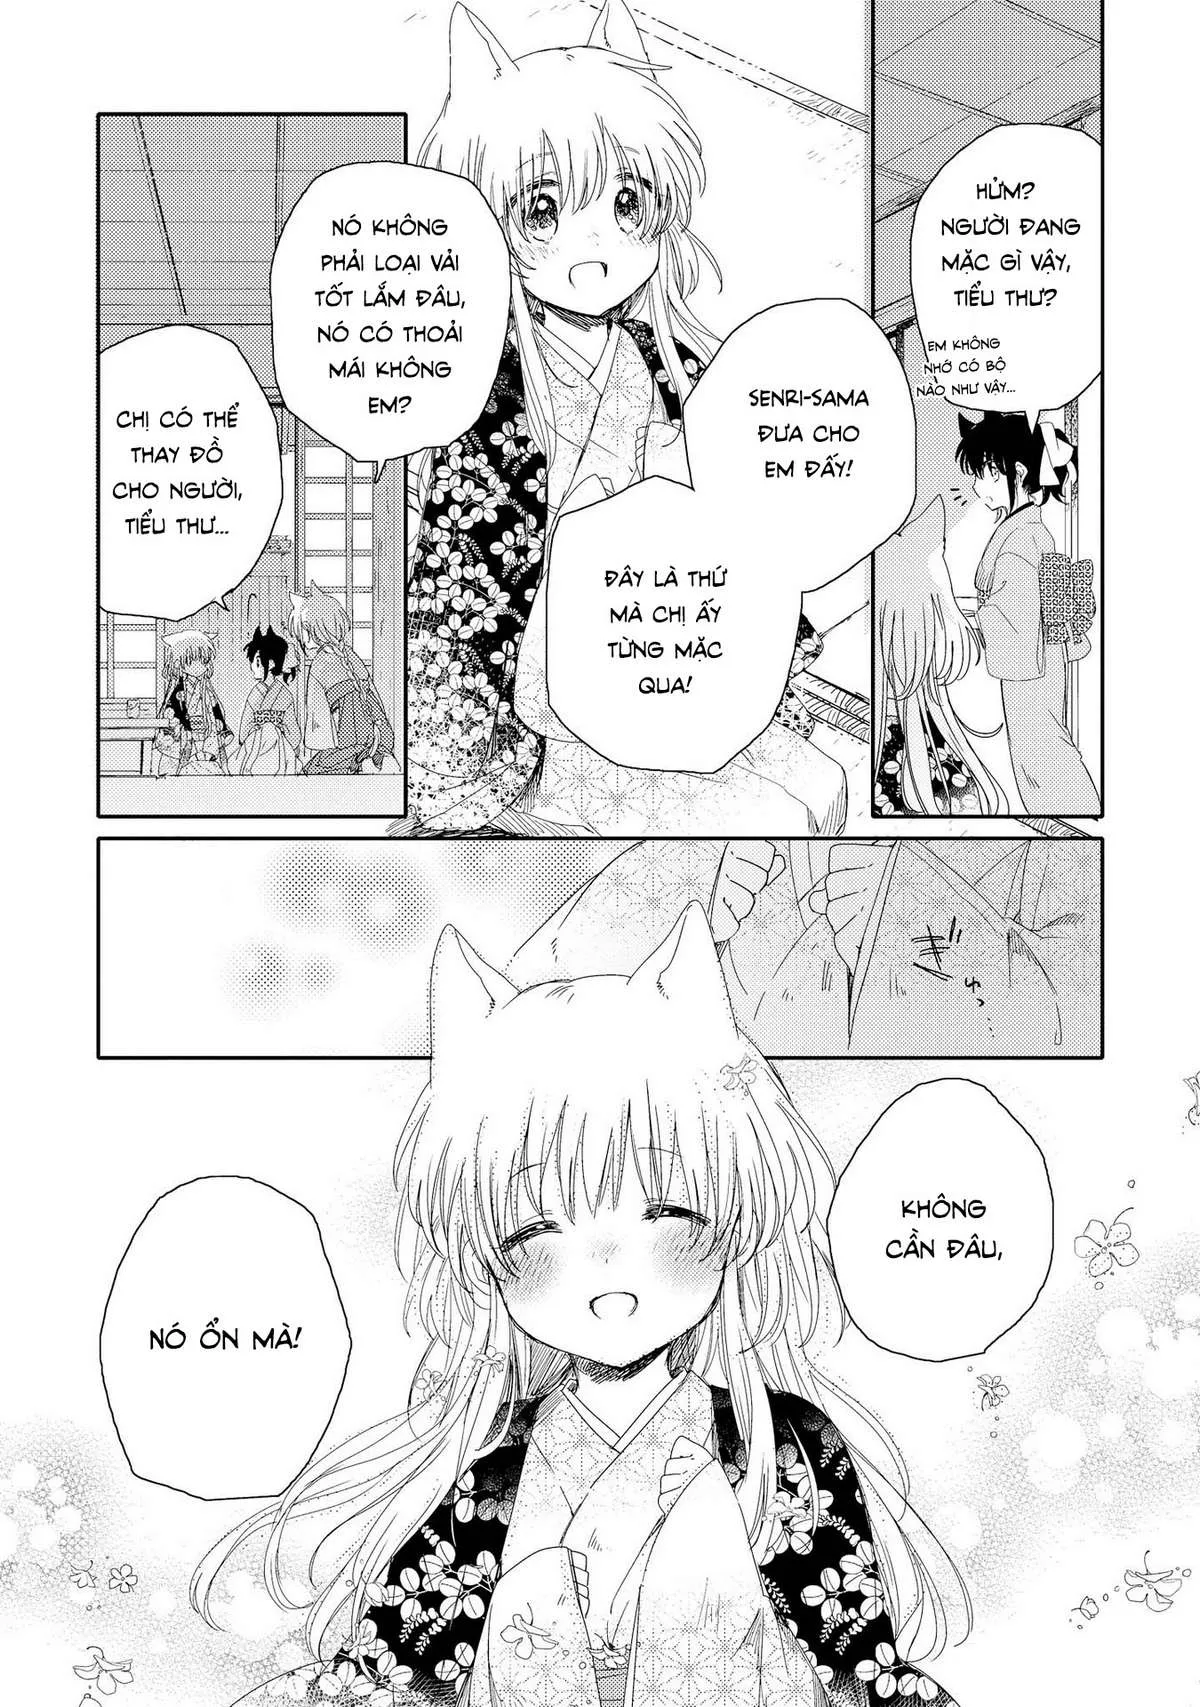 HỬM?
NGƯỜI ĐANG
MẶC GÌ VẬY,
TIỂU THƯ?
EM KHÔNG
NHỚ CÓ BỘ
NÀO NHƯ VẬY...
SENRI-SAMA
ĐƯA CHO
EM ĐẤY!
ĐÂY LÀ THỨ
MÀ CHỊ ẤY
TỪNG MẶC
QUA!
NÓ KHÔNG
PHẢI LOẠI VẢI
TỐT LẮM ĐÂU,
NÓ CÓ THOẢI
MÁI KHÔNG
EM?
CHỊ CÓ THỂ
THAY ĐỒ
CHO NGƯỜI,
TIỂU THƯ...
ぎゅっ…
KHÔNG
CẦN ĐÂU,
NÓ ỔN MÀ!